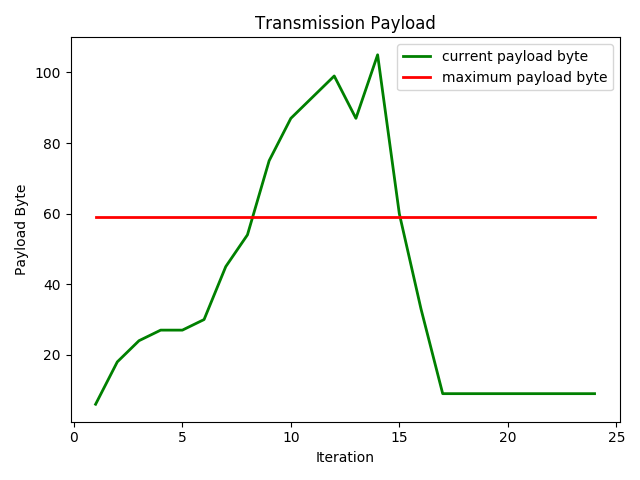 Transmission Payload
current payload byte
maximum payload byte
100
80
60
40
20
Payload Byte
0
5
10
15
20
25
Iteration